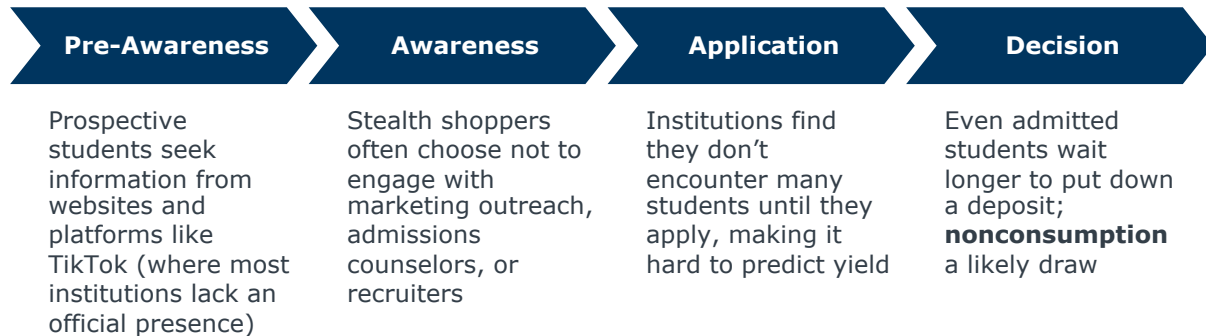 Pre-Awareness
Prospective
students seek
information from
websites and
platforms like
TikTok (where most
institutions lack an
official presence)
Awareness
Stealth shoppers
often choose not to
engage with
marketing outreach,
admissions
counselors, or
recruiters
Application
Institutions find
they don’t
encounter many
students until they
apply, making it
hard to predict yield
Decision
Even admitted
students wait
longer to put down
a deposit;
nonconsumption
a likely draw